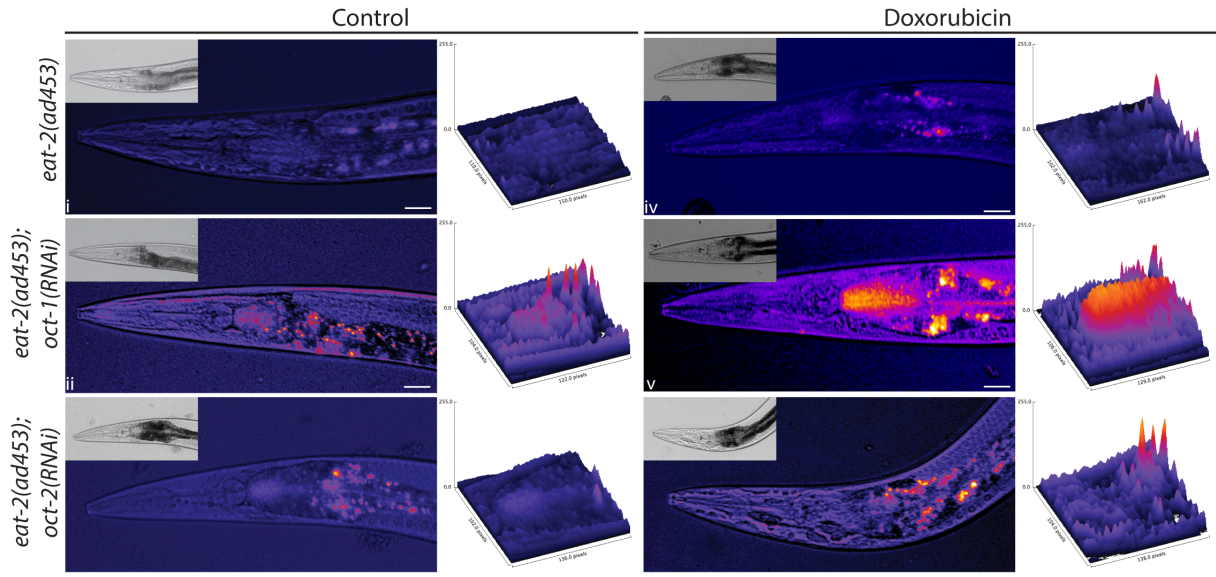 Control
Doxorubicin
eat-2(ad453)
i
255.0
0.0
110.0 pixels
150.0 pixels
iv
255.0
0.0
102.0 pixels
162.0 pixels
eat-2(ad453);
oct-1(RNAi)
ii
255.0
0.0
104.0 pixels
122.0 pixels
v
255.0
0.0
100.0 pixels
129.0 pixels
eat-2(ad453);
oct-2(RNAi)
255.0
0.0
102.0 pixels
136.0 pixels
255.0
0.0
104.0 pixels
138.0 pixels